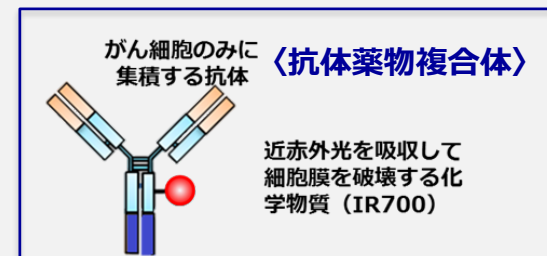 がん細胞のみに
集積する抗体
〈抗体薬物複合体〉
近赤外光を吸収して
細胞膜を破壊する化
学物質（IR700）